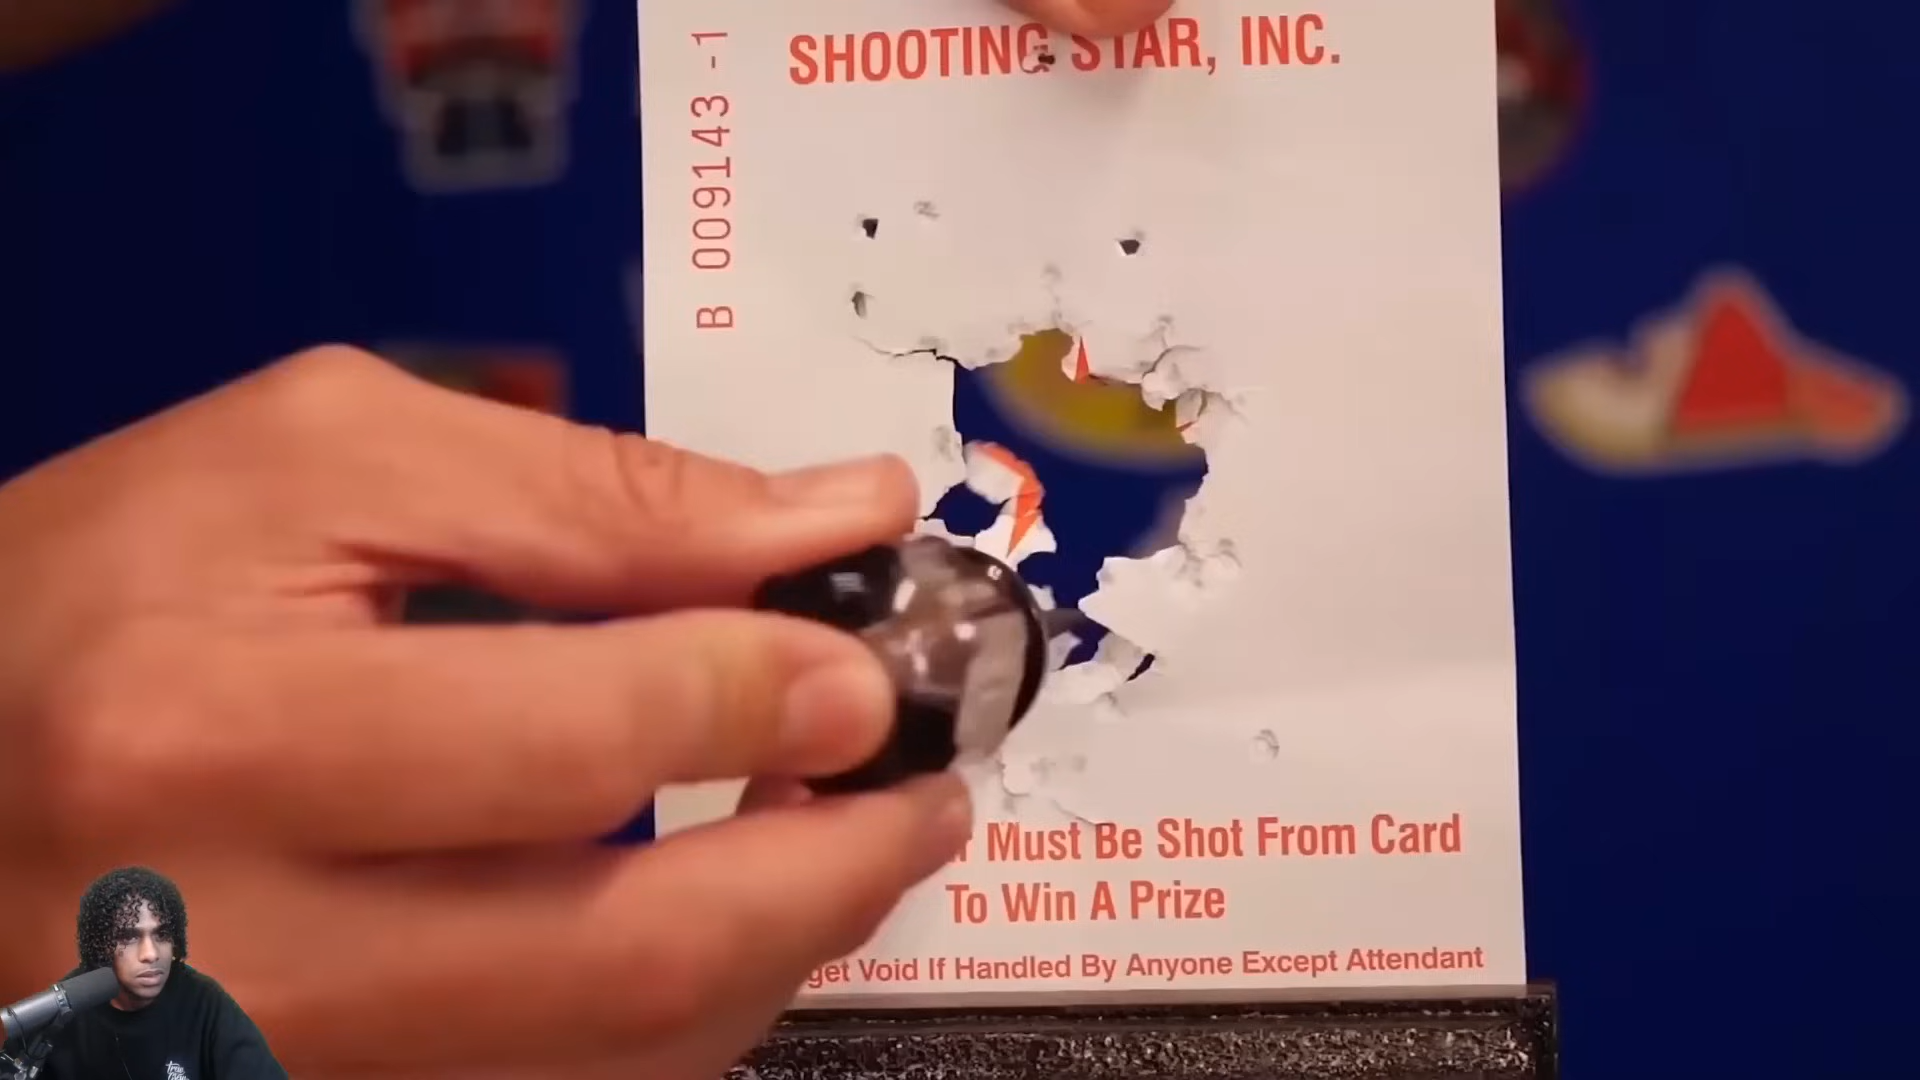 SHOOTING STAR, INC.
B 009143 -1
Must Be Shot From Card
To Win A Prize
Void If Handled By Anyone Except Attendant